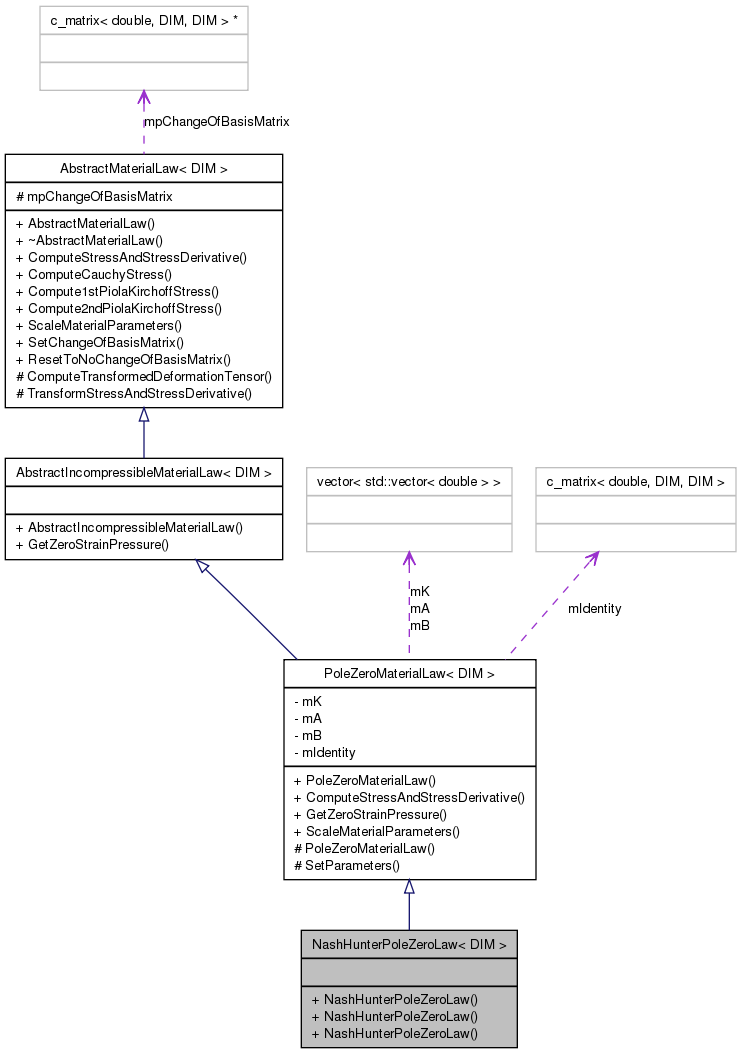 c_matrix< double, DIM, DIM > *
mpChangeOfBasisMatrix
AbstractMaterialLaw< DIM >
# mpChangeOfBasisMatrix
+ AbstractMaterialLaw()
+ ~AbstractMaterialLaw()
+ ComputeStressAndStressDerivative()
+ ComputeCauchyStress()
+ Compute1stPiolaKirchoffStress()
+ Compute2ndPiolaKirchoffStress()
+ ScaleMaterialParameters()
+ SetChangeOfBasisMatrix()
+ ResetToNoChangeOfBasisMatrix()
# ComputeTransformedDeformationTensor()
# TransformStressAndStressDerivative()
AbstractIncompressibleMaterialLaw< DIM >
+ AbstractIncompressibleMaterialLaw()
+ GetZeroStrainPressure()
vector< std::vector< double > >
c_matrix< double, DIM, DIM >
mK
mA
mB
mIdentity
PoleZeroMaterialLaw< DIM >
- mK
- mA
- mB
- mIdentity
+ PoleZeroMaterialLaw()
+ ComputeStressAndStressDerivative()
+ GetZeroStrainPressure()
+ ScaleMaterialParameters()
# PoleZeroMaterialLaw()
# SetParameters()
NashHunterPoleZeroLaw< DIM >
+ NashHunterPoleZeroLaw()
+ NashHunterPoleZeroLaw()
+ NashHunterPoleZeroLaw()